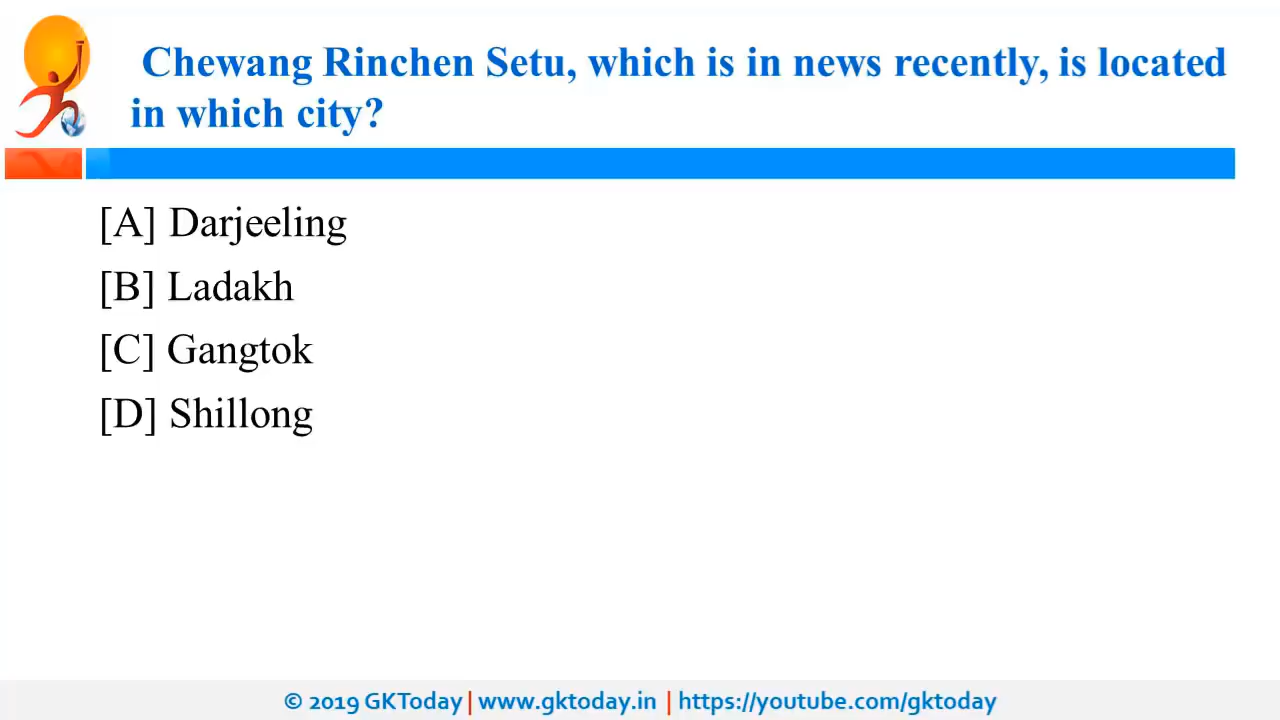 Chewang Rinchen Setu, which is in news recently, is located
in which city?
[A] Darjeeling
[B] Ladakh
[C] Gangtok
[D] Shillong
© 2019 GKToday | www.gktoday.in | https://youtube.com/gktoday